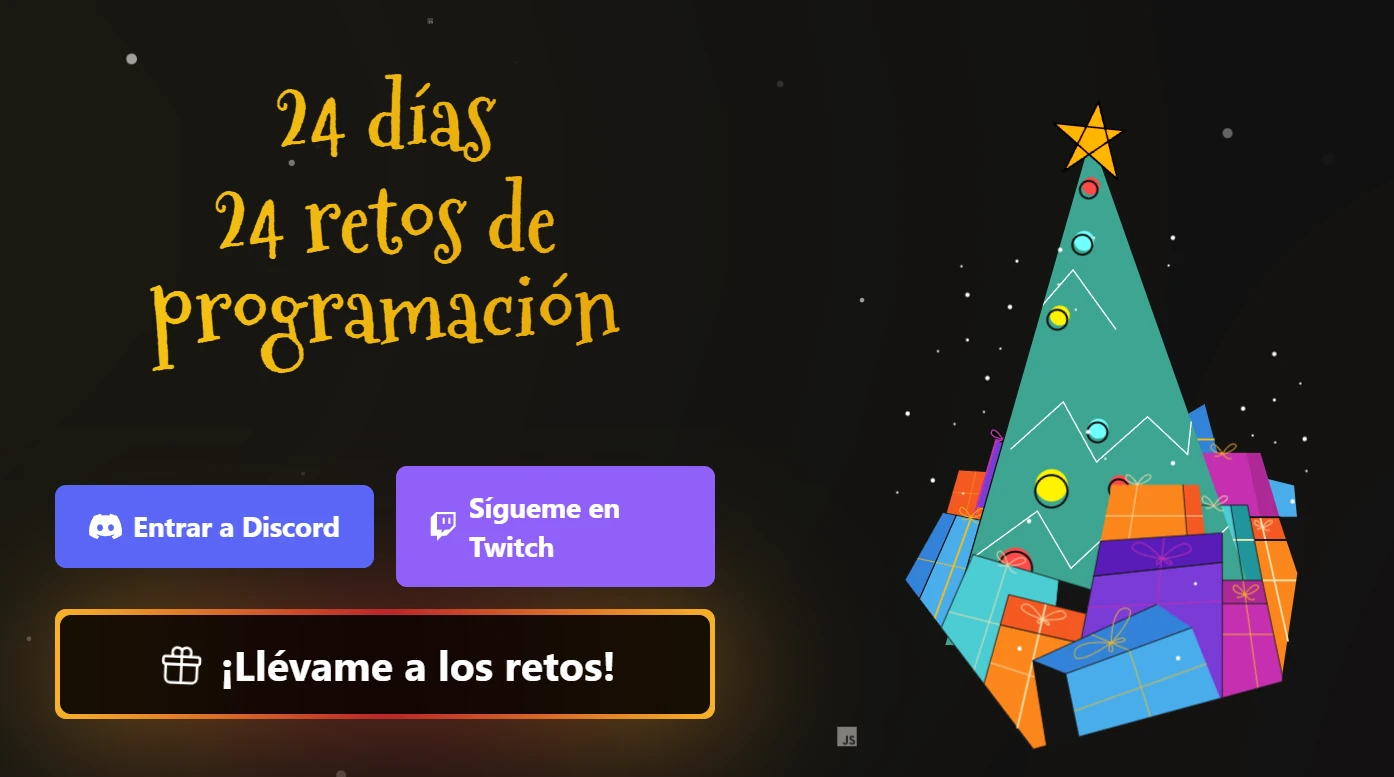 24 días
24 retos de
programación
Entrar a Discord
Sígueme en
Twitch
¡Llévame a los retos!
JS